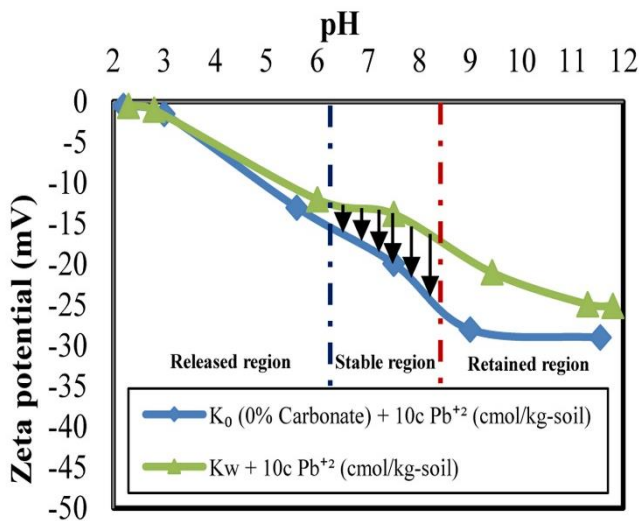 pH
2 3 4 5 6 7 8 9 10 11 12
0
-5
-10
-15
-20
-25
-30
-35
-40
-45
-50
Zeta potential (mV)
Released region Stable region Retained region
K₀ (0% Carbonate) + 10c Pb⁺² (cmol/kg-soil)
Kw + 10c Pb⁺² (cmol/kg-soil)